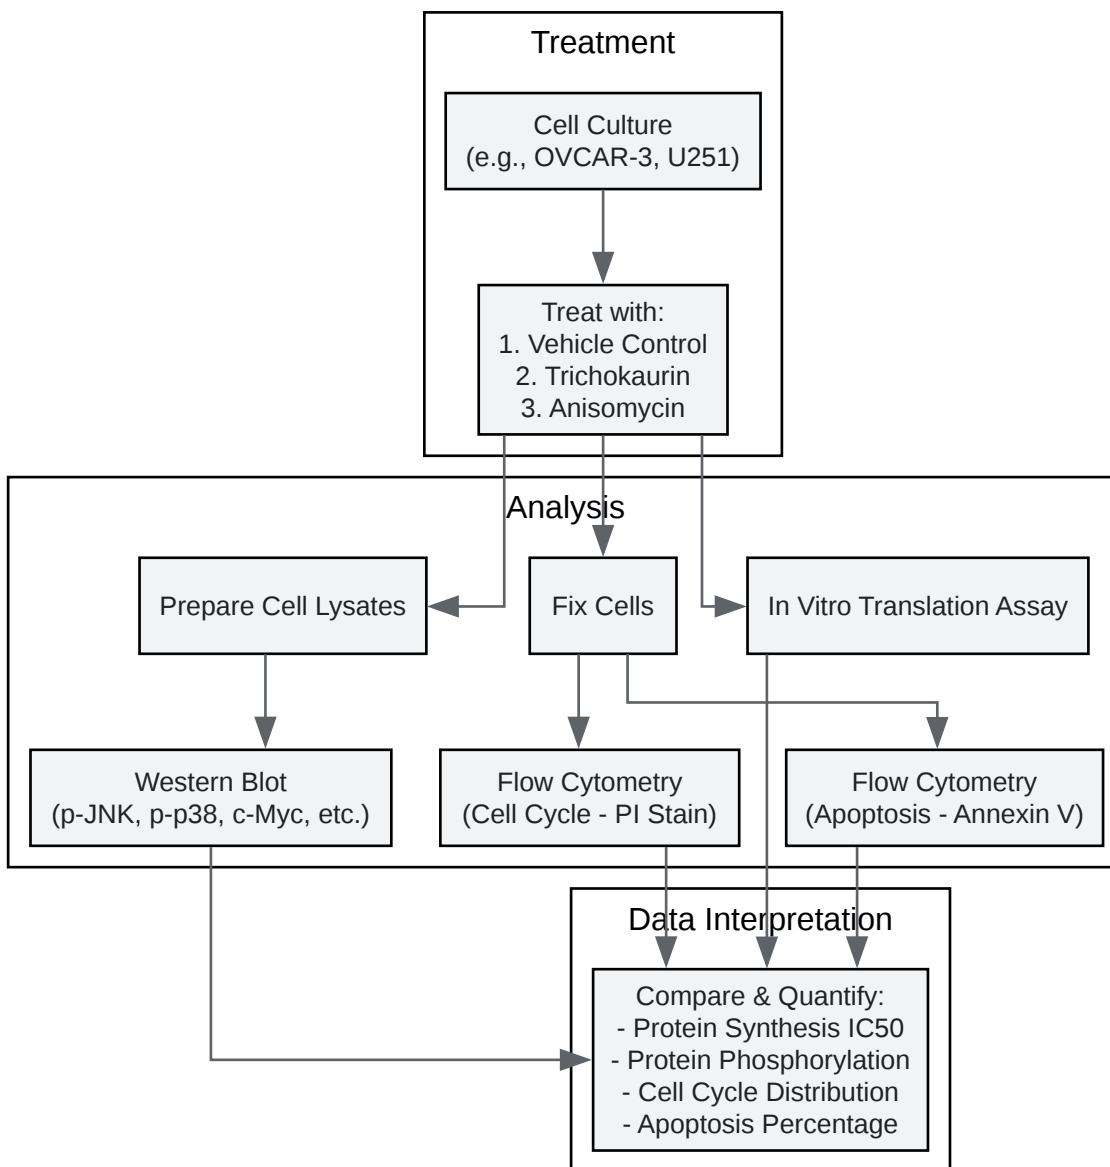 Treatment
Cell Culture
(e.g., OVCAR-3, U251)
Treat with:
1. Vehicle Control
2. Trichokaurin
3. Anisomycin
Analysis
Prepare Cell Lysates
Fix Cells
In Vitro Translation Assay
Western Blot
(p-JNK, p-p38, c-Myc, etc.)
Flow Cytometry
(Cell Cycle - PI Stain)
Flow Cytometry
(Apoptosis - Annexin V)
Data Interpretation
Compare & Quantify:
- Protein Synthesis IC50
- Protein Phosphorylation
- Cell Cycle Distribution
- Apoptosis Percentage